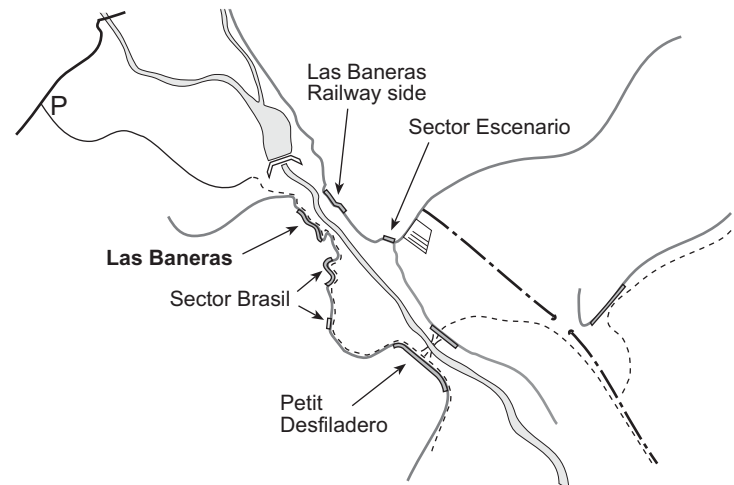 Las Baneras
Railway side
P
Sector Escenario
Las Baneras
Sector Brasil
Petit
Desfiladero